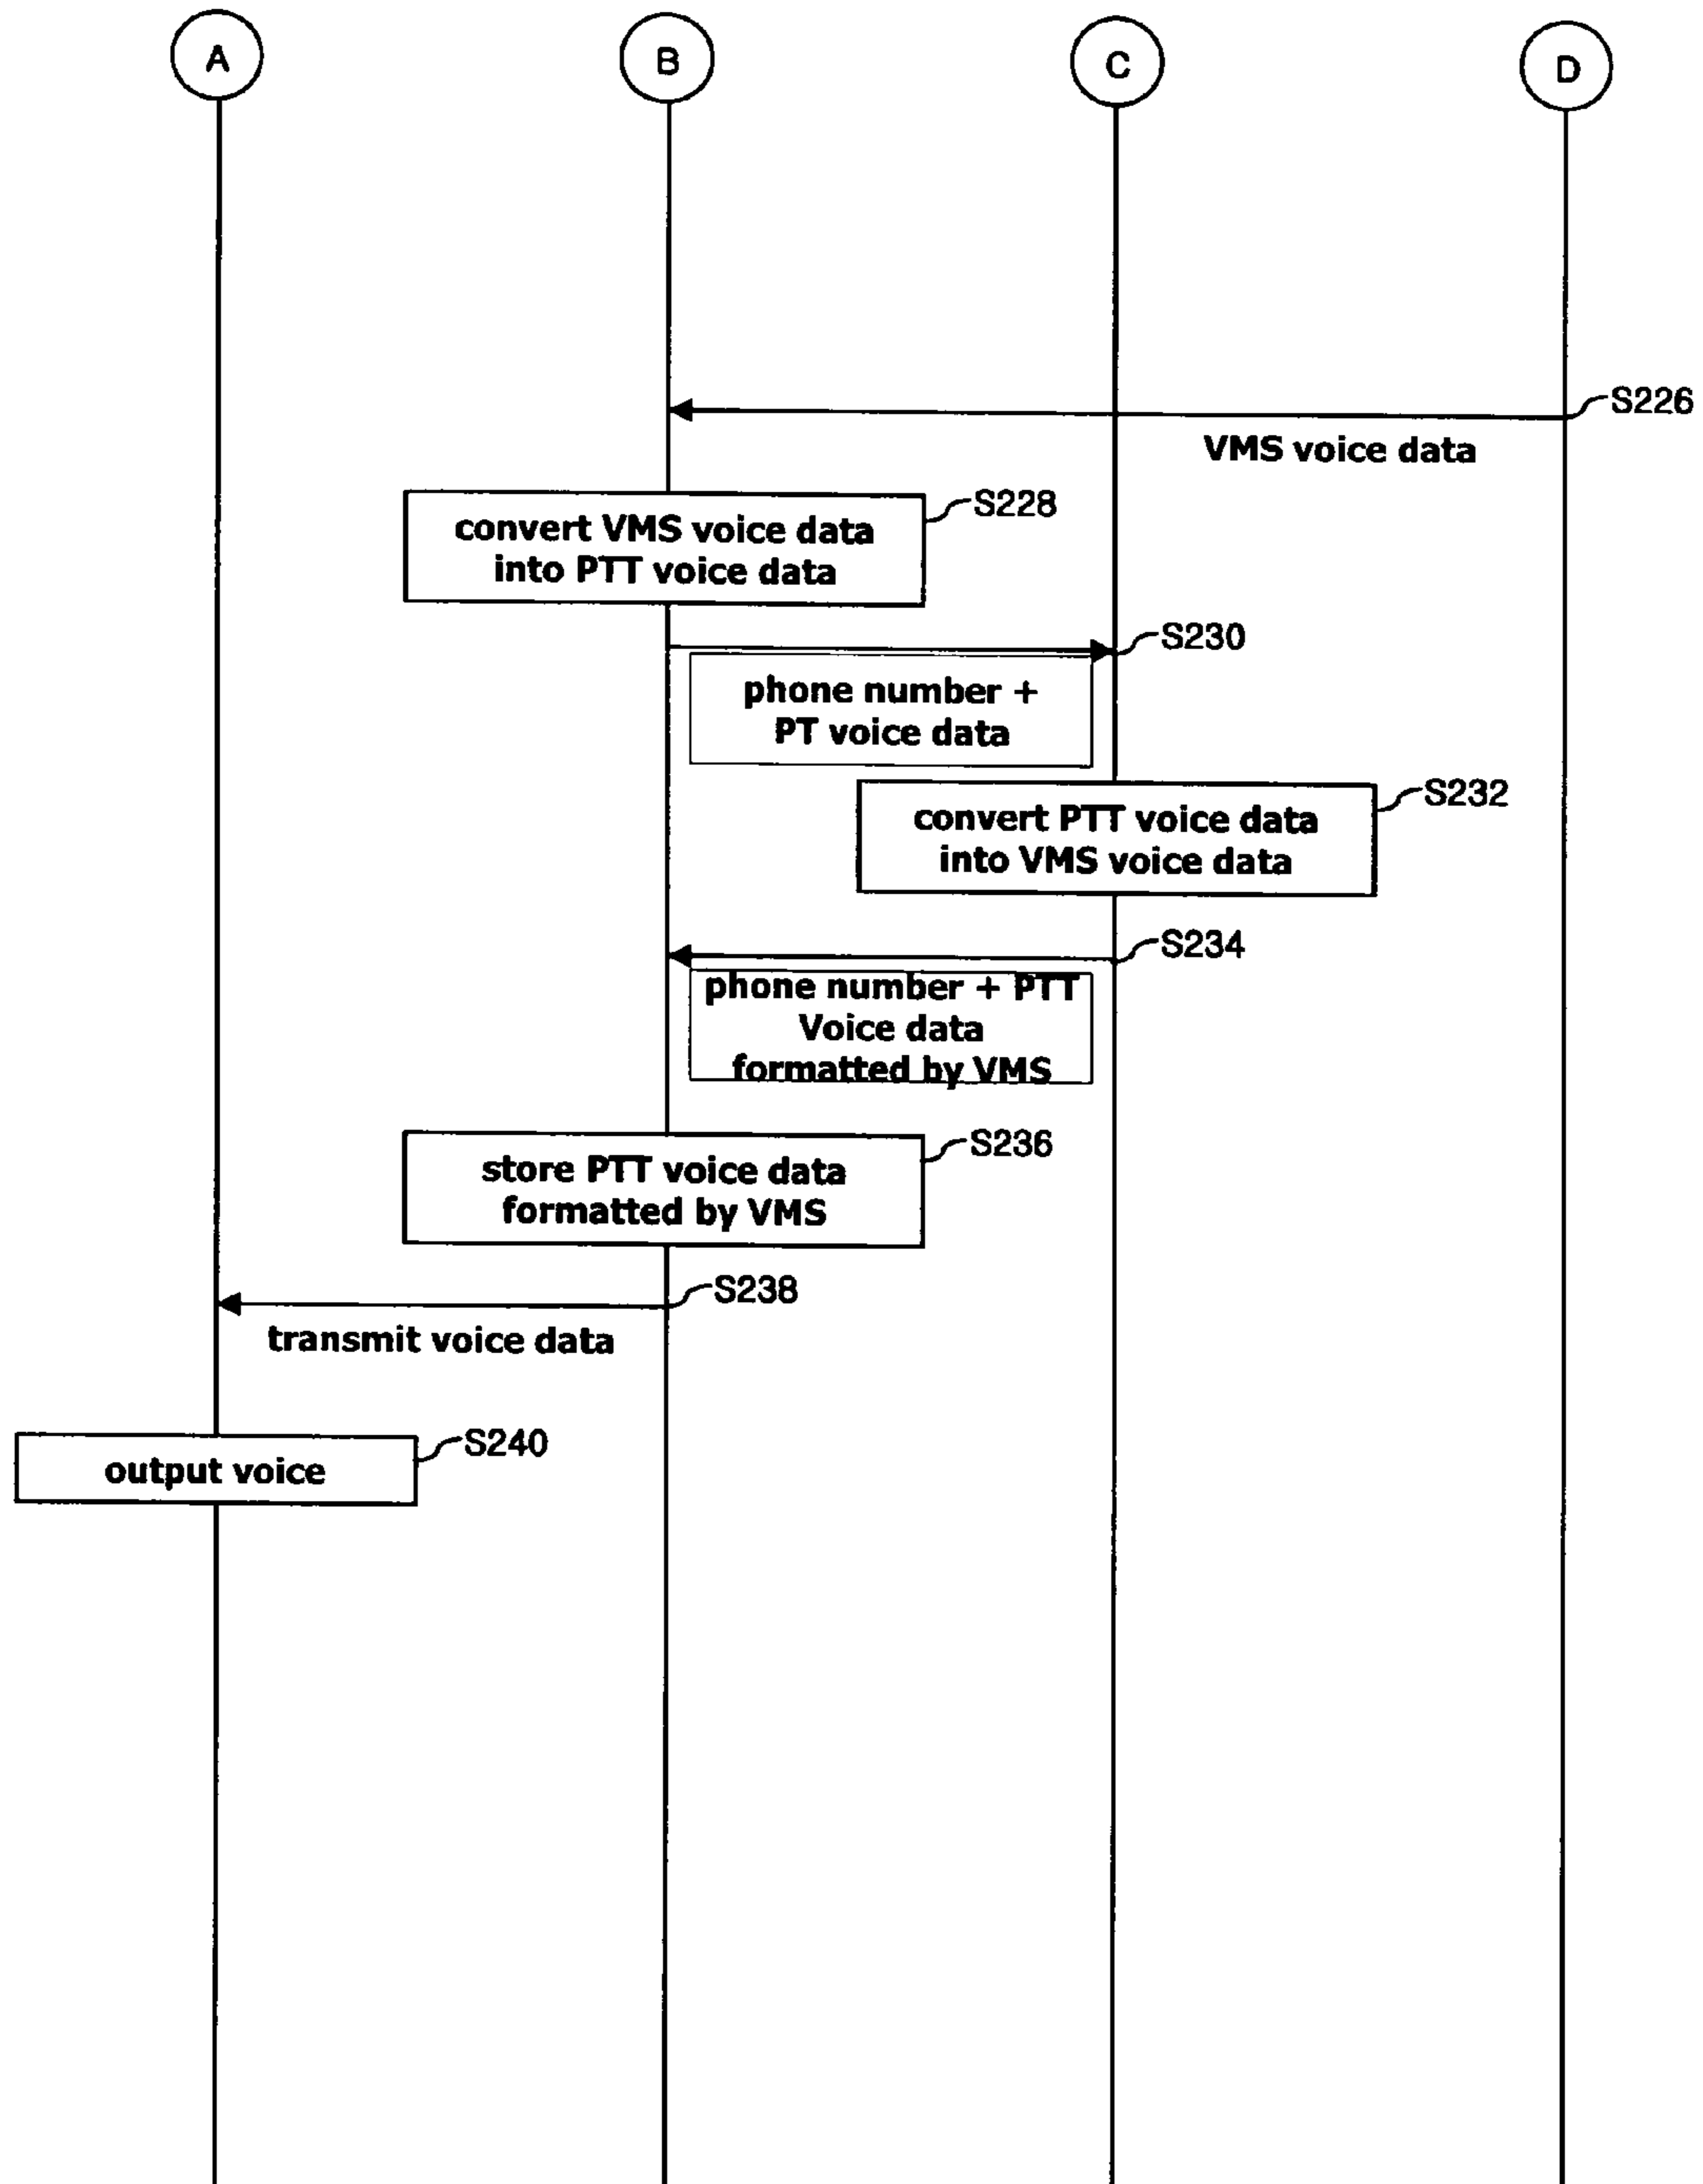 A
B
C
D
S226
VMS voice data
S228
convert VMS voice data
into PTT voice data
S230
phone number +
PT voice data
S232
convert PTT voice data
into VMS voice data
S234
phone number + PTT
Voice data
formatted by VMS
S236
store PTT voice data
formatted by VMS
S238
transmit voice data
S240
output voice